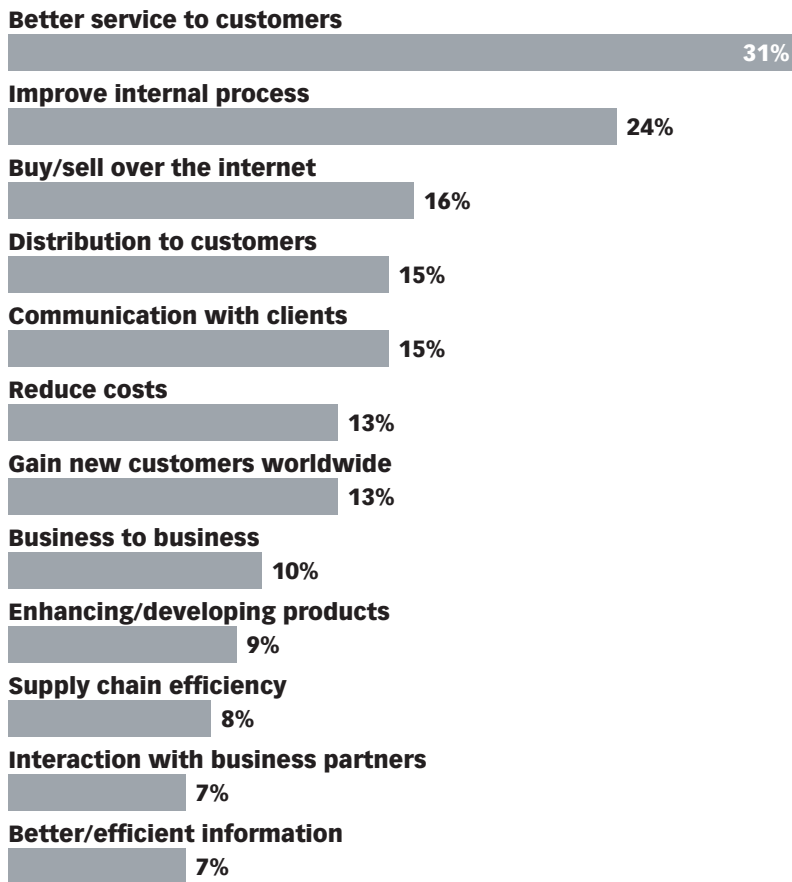 Better service to customers
31%
Improve internal process
24%
Buy/sell over the internet
16%
Distribution to customers
15%
Communication with clients
15%
Reduce costs
13%
Gain new customers worldwide
13%
Business to business
10%
Enhancing/developing products
9%
Supply chain efficiency
8%
Interaction with business partners
7%
Better/efficient information
7%